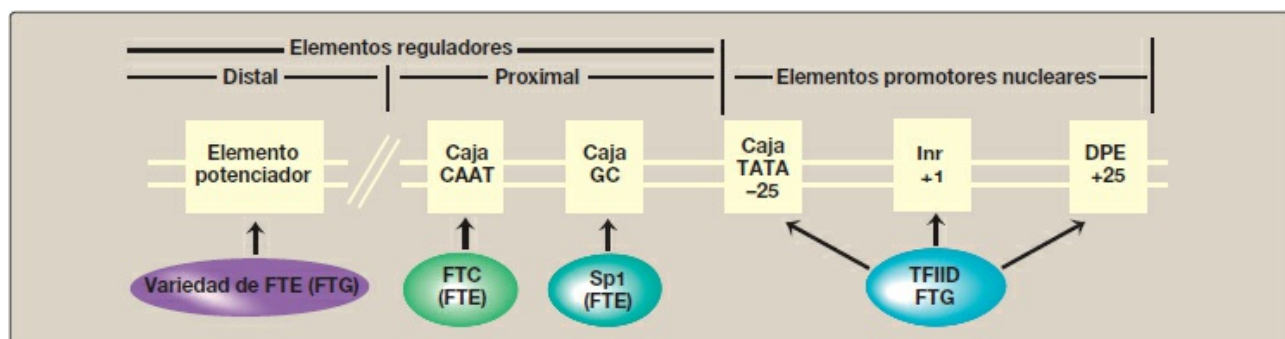 Elementos reguladores
Distal
Proximal
Elementos promotores nucleares
Elemento
potenciador
Caja
CAAT
Caja
GC
Caja
TATA
–25
Inr
+1
DPE
+25
Variedad de FTE (FTG)
FTC
(FTE)
Sp1
(FTE)
TFIID
FTG